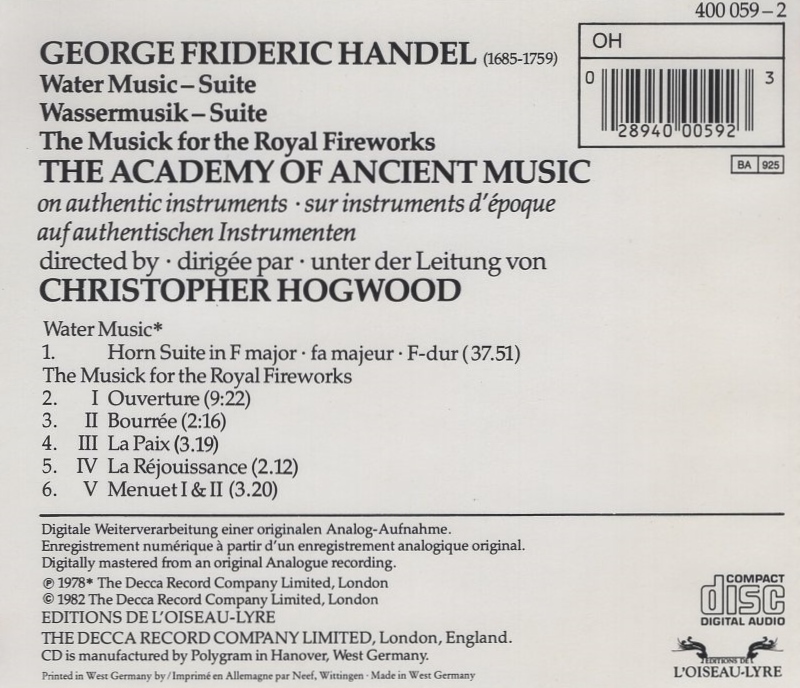 400 059-2
OH
0 28940 00592 3
BA 925
GEORGE FRIDERIC HANDEL (1685-1759)
Water Music – Suite
Wassermusik – Suite
The Musick for the Royal Fireworks
THE ACADEMY OF ANCIENT MUSIC
on authentic instruments · sur instruments d'époque
auf authentischen Instrumenten
directed by · dirigée par · unter der Leitung von
CHRISTOPHER HOGWOOD
Water Music*
1. Horn Suite in F major · fa majeur · F-dur (37.51)
The Musick for the Royal Fireworks
2. I Ouverture (9:22)
3. II Bourrée (2:16)
4. III La Paix (3.19)
5. IV La Réjouissance (2.12)
6. V Menuet I & II (3.20)
Digitale Weiterverarbeitung einer originalen Analog-Aufnahme.
Enregistrement numérique à partir d'un enregistrement analogique original.
Digitally mastered from an original Analogue recording.
℗ 1978* The Decca Record Company Limited, London
© 1982 The Decca Record Company Limited, London
EDITIONS DE L'OISEAU-LYRE
THE DECCA RECORD COMPANY LIMITED, London, England.
CD is manufactured by Polygram in Hanover, West Germany.
Printed in West Germany by / Imprimé en Allemagne par Neef, Wittingen · Made in West Germany
COMPACT
disc
DIGITAL AUDIO
EDITIONS DE
L'OISEAU-LYRE